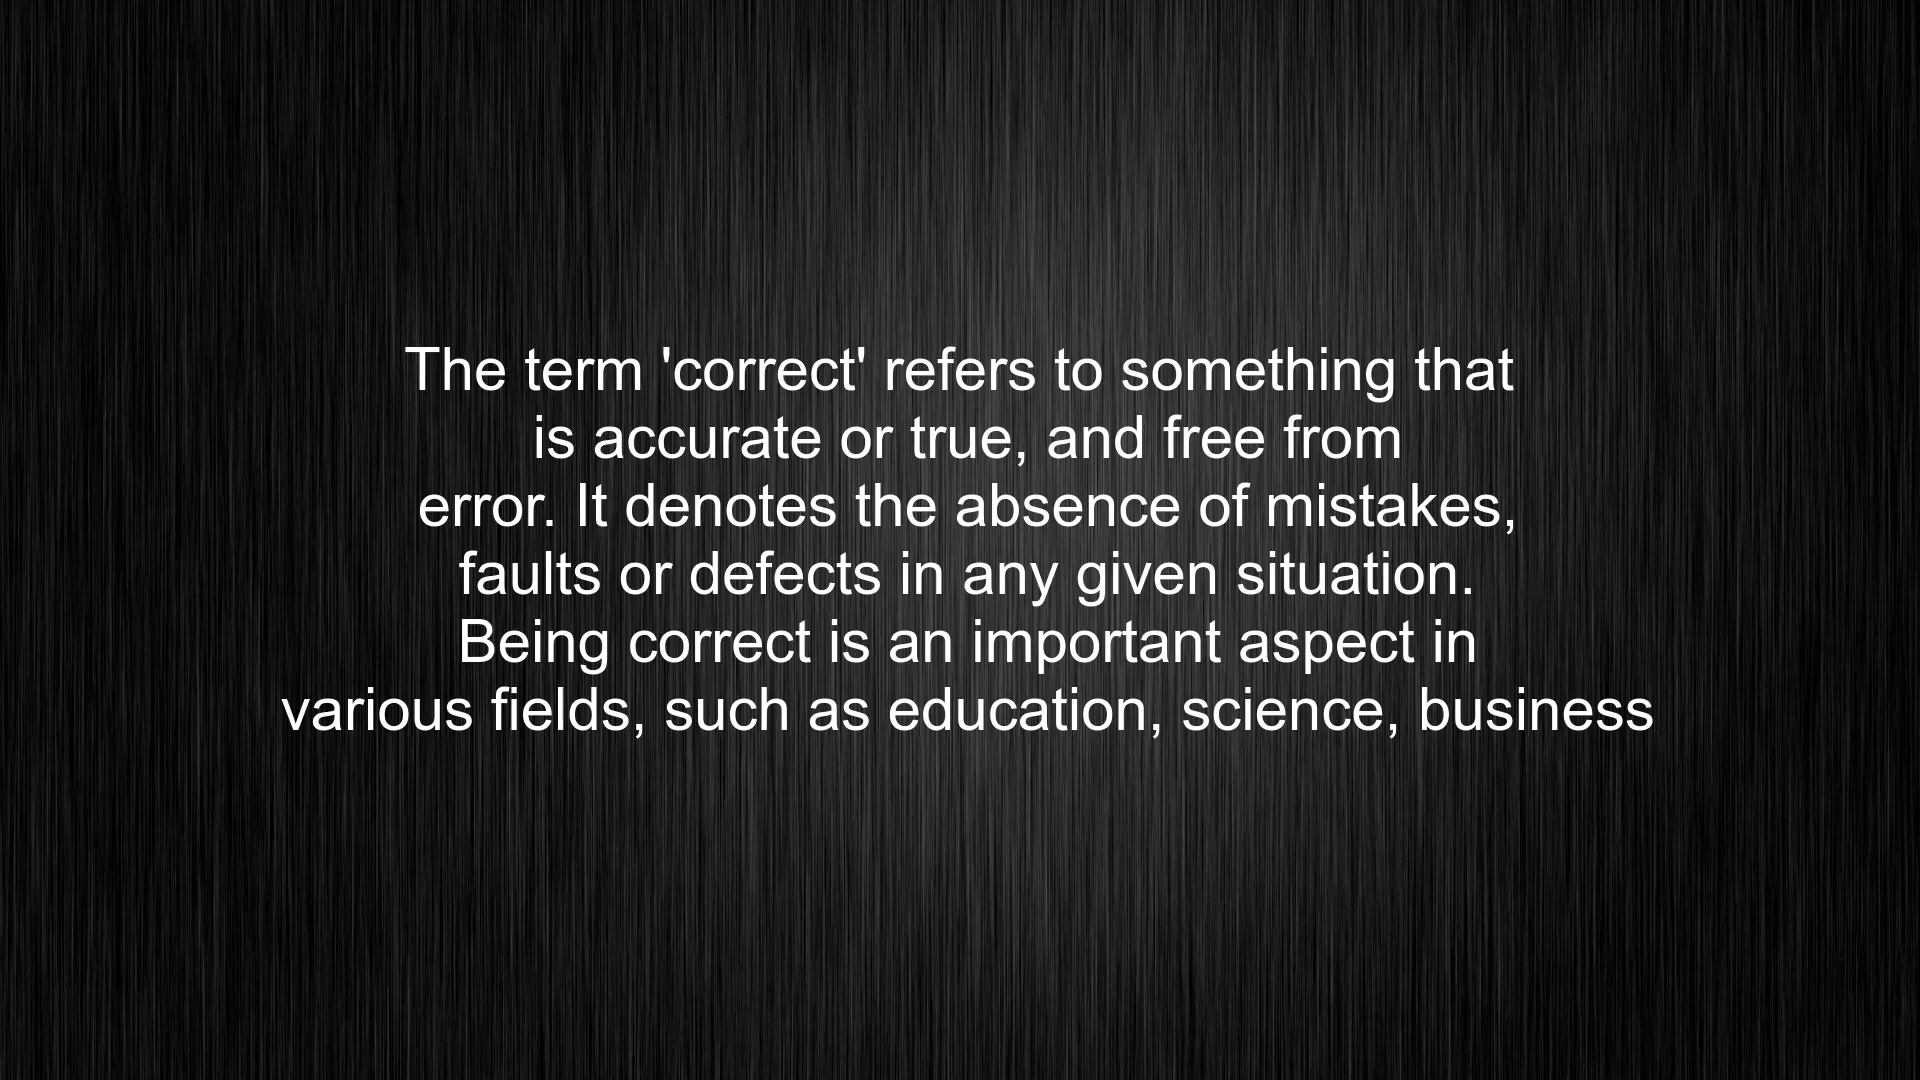 The term 'correct' refers to something that
is accurate or true, and free from
error. It denotes the absence of mistakes,
faults or defects in any given situation.
Being correct is an important aspect in
various fields, such as education, science, business